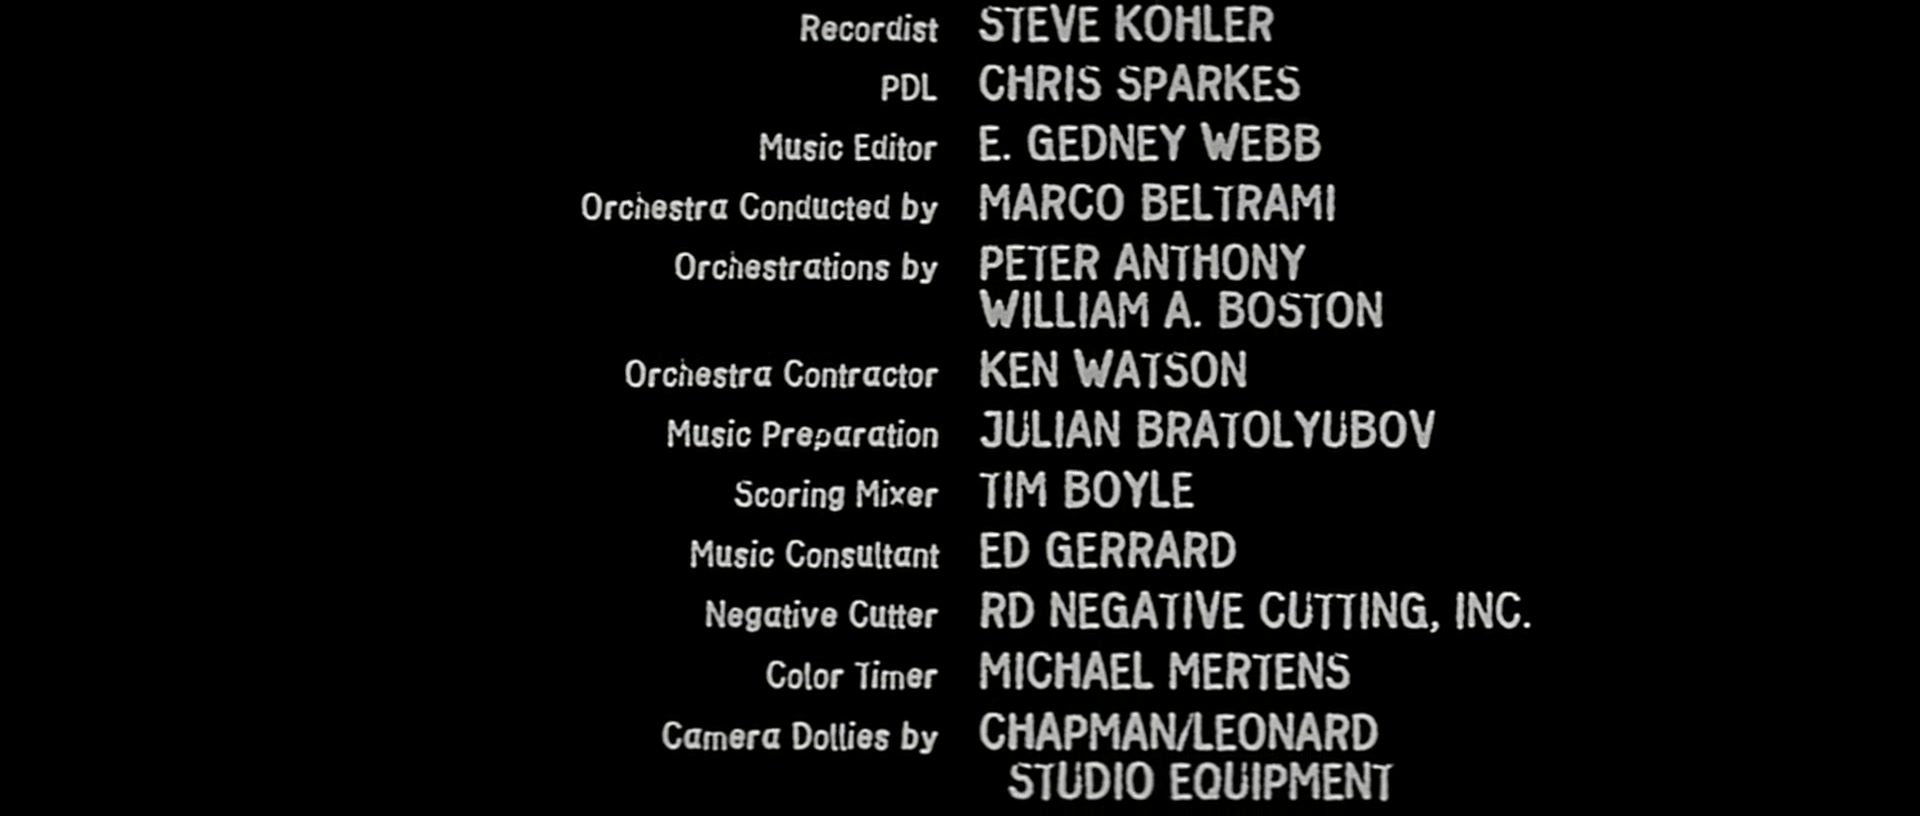 Recordist STEVE KOHLER
PDL CHRIS SPARKES
Music Editor E. GEDNEY WEBB
Orchestra Conducted by MARCO BELTRAMI
Orchestrations by PETER ANTHONY
WILLIAM A. BOSTON
Orchestra Contractor KEN WATSON
Music Preparation JULIAN BRATOLYUBOV
Scoring Mixer TIM BOYLE
Music Consultant ED GERRARD
Negative Cutter RD NEGATIVE CUTTING, INC.
Color Timer MICHAEL MERTENS
Camera Dollies by CHAPMAN/LEONARD
STUDIO EQUIPMENT